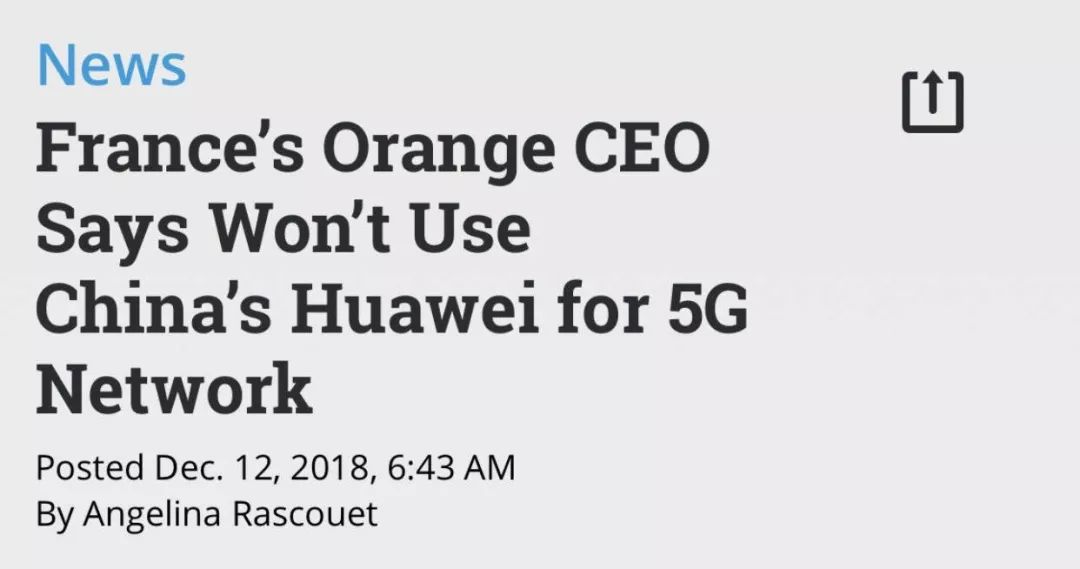 News
France’s Orange CEO
Says Won’t Use
China’s Huawei for 5G
Network
Posted Dec. 12, 2018, 6:43 AM
By Angelina Rascouet